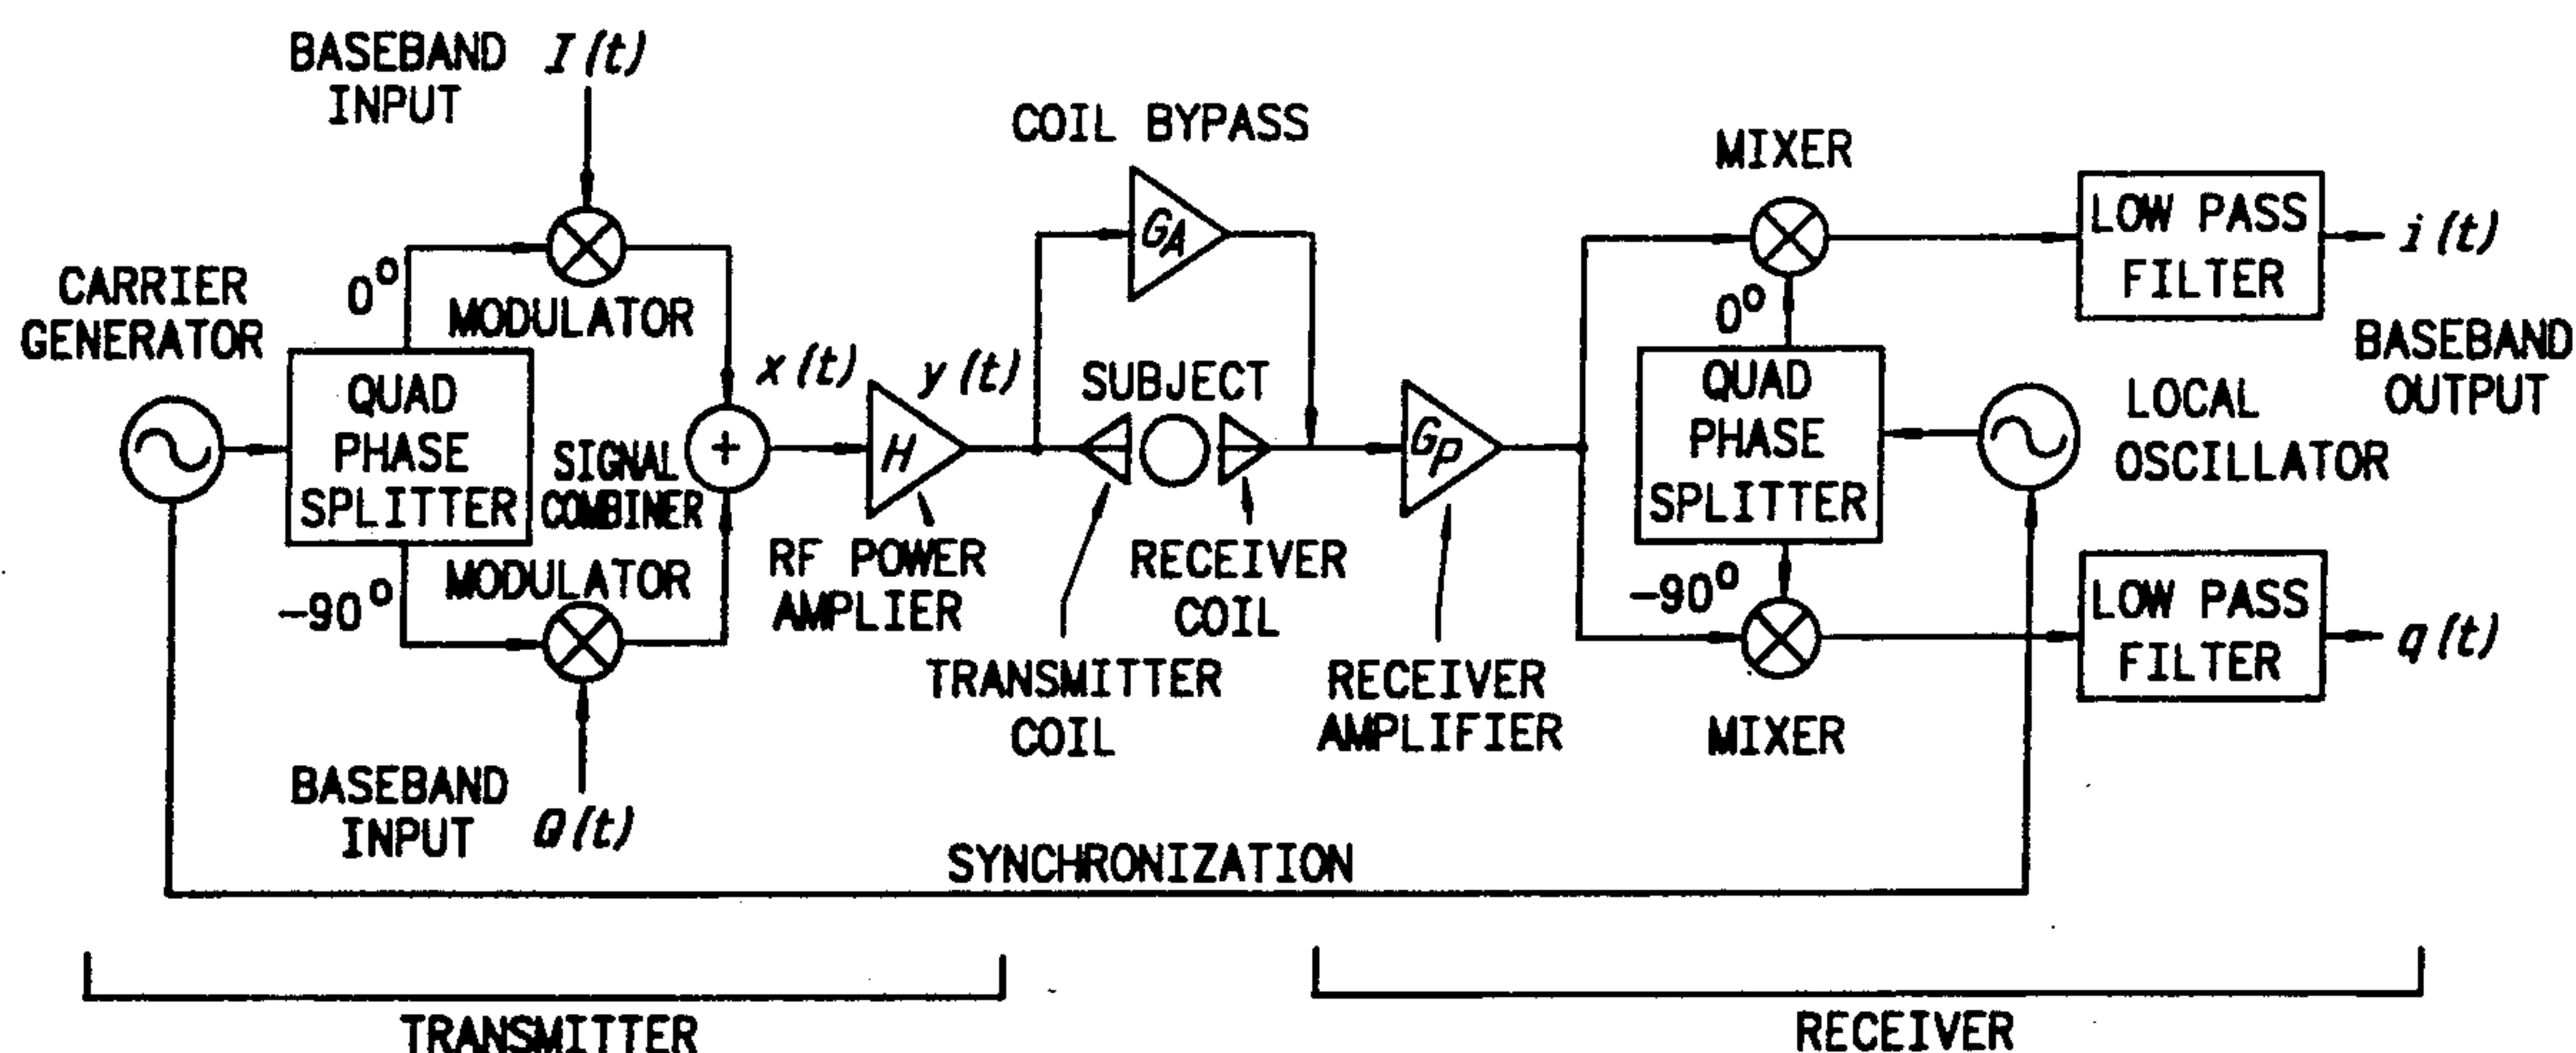 BASEBAND
INPUT
I(t)
COIL BYPASS
GA
MIXER
LOW PASS
FILTER
i(t)
CARRIER
GENERATOR
0°
MODULATOR
0°
BASEBAND
OUTPUT
QUAD
PHASE
SPLITTER
SIGNAL
COMBINER
+
x(t)
H
y(t)
SUBJECT
GP
QUAD
PHASE
SPLITTER
LOCAL
OSCILLATOR
-90°
MODULATOR
RF POWER
AMPLIER
RECEIVER
COIL
-90°
LOW PASS
FILTER
q(t)
TRANSMITTER
COIL
RECEIVER
AMPLIFIER
MIXER
BASEBAND
INPUT
Q(t)
SYNCHRONIZATION
TRANSMITTER
RECEIVER